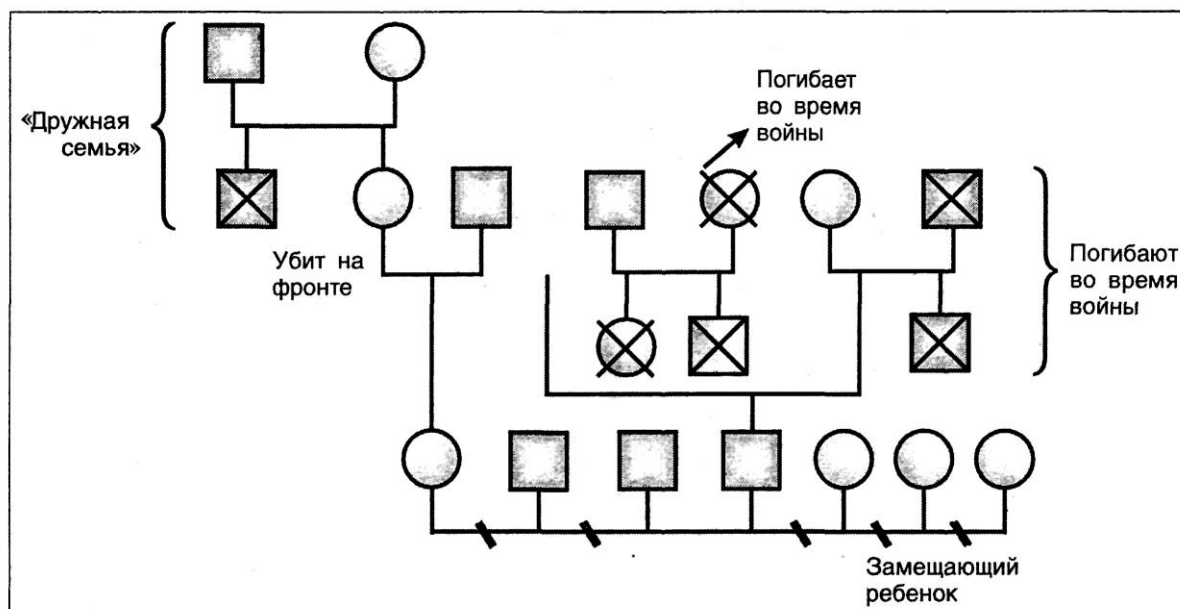 Погибает
во время
войны
«Дружная
семья»
Убит на
фронте
Погибают
во время
войны
Замещающий
ребенок